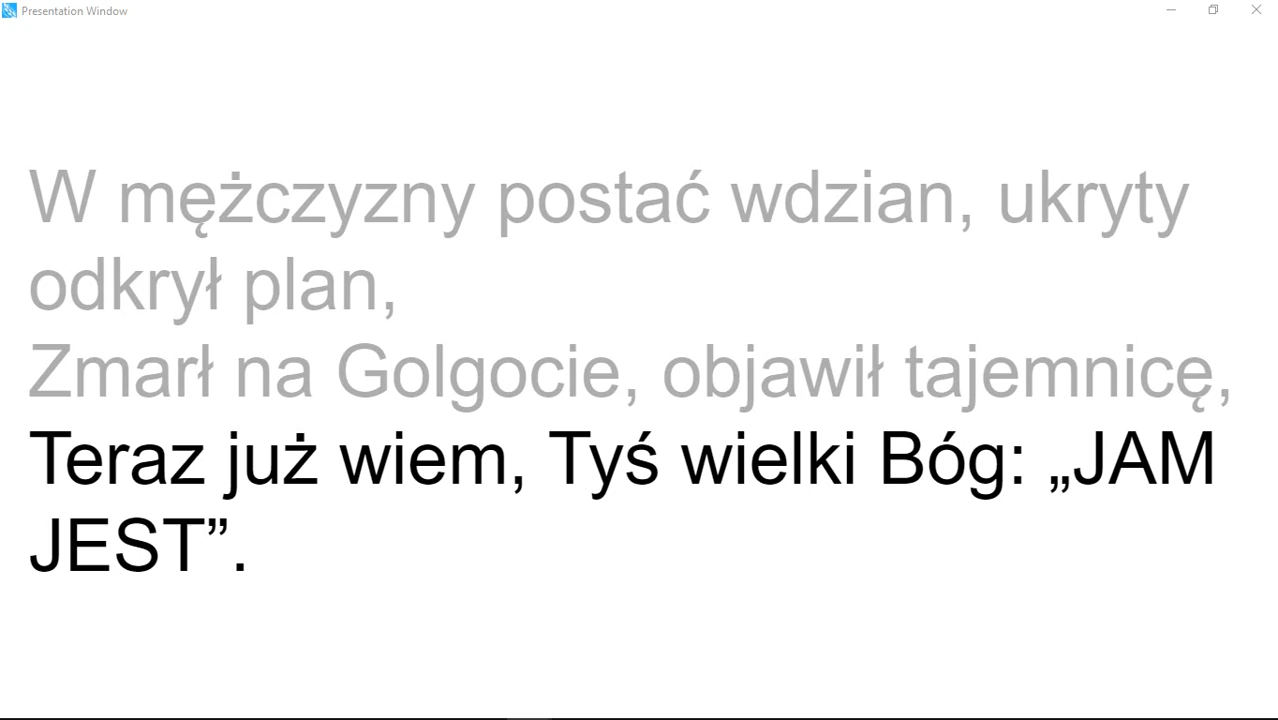 Presentation Window
W mężczyzny postać wdzian, ukryty
odkrył plan,
Zmarł na Golgocie, objawił tajemnicę,
Teraz już wiem, Tyś wielki Bóg: „JAM
JEST”.